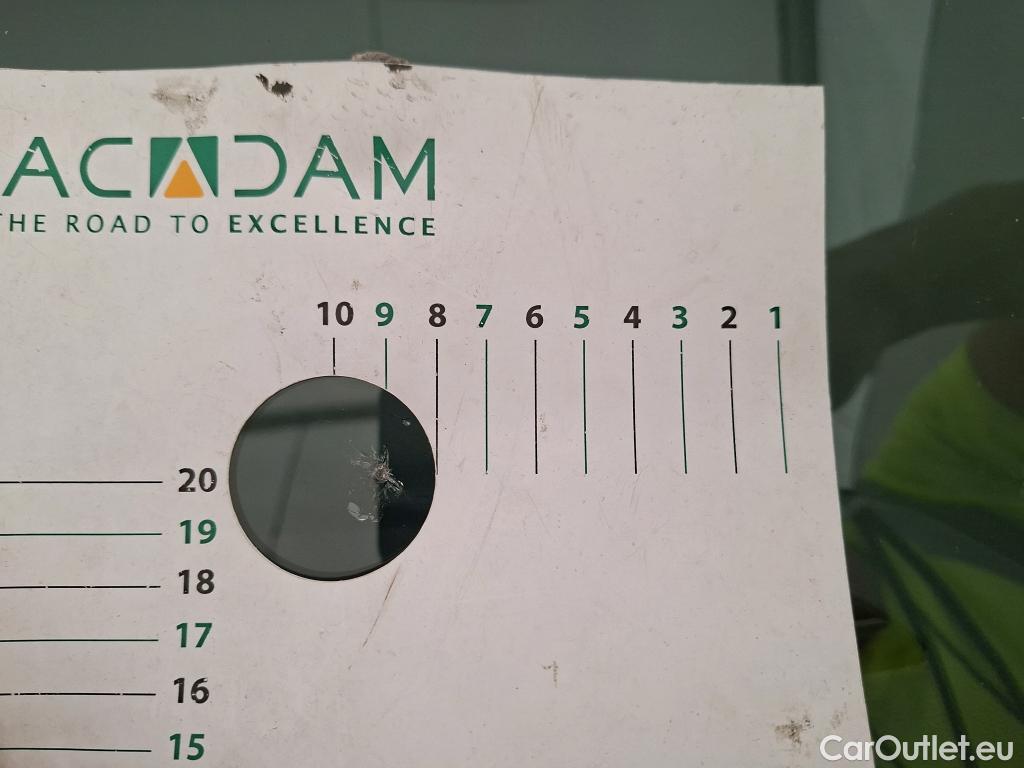 ACADAM
THE ROAD TO EXCELLENCE
10 9 8 7 6 5 4 3 2 1
20
19
18
17
16
15
CarOutlet.eu